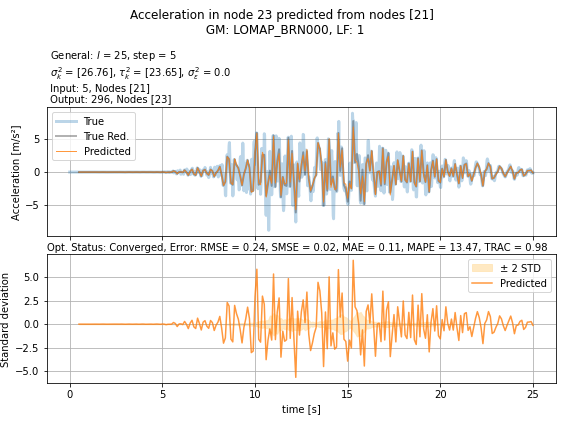 Acceleration in node 23 predicted from nodes [21]
GM: LOMAP_BRN000, LF: 1
General: l = 25, step = 5
σ²ₖ = [26.76], τ²ₖ = [23.65], σ²ε = 0.0
Input: 5, Nodes [21]
Output: 296, Nodes [23]
Acceleration [m/s²]
5
0
−5
True
True Red.
Predicted
Opt. Status: Converged, Error: RMSE = 0.24, SMSE = 0.02, MAE = 0.11, MAPE = 13.47, TRAC = 0.98
Standard deviation
5.0
2.5
0.0
−2.5
−5.0
± 2 STD
Predicted
0 5 10 15 20 25
time [s]